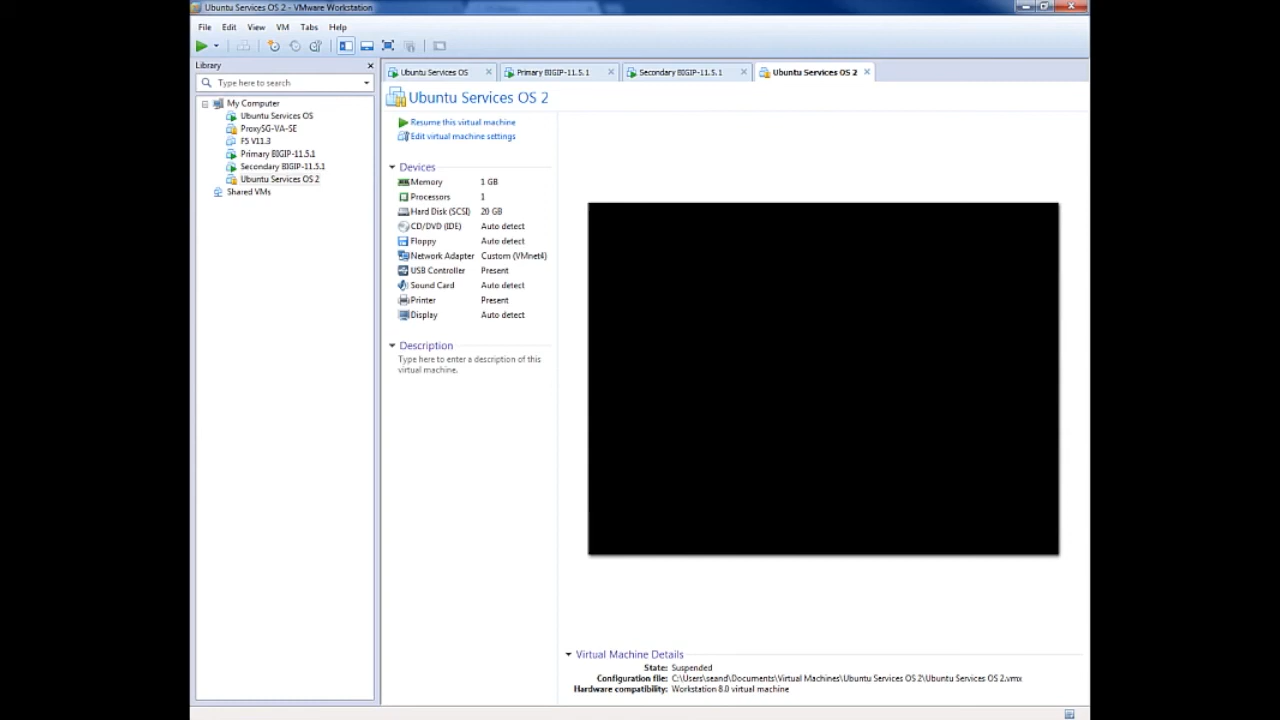 Ubuntu Services OS 2 - VMware Workstation
File Edit View VM Tabs Help
Library
Type here to search
My Computer
Ubuntu Services OS
ProxySG-VA-SE
F5 V11.3
Primary BIGIP-11.5.1
Secondary BIGIP-11.5.1
Ubuntu Services OS 2
Shared VMs
Ubuntu Services OS Primary BIGIP-11.5.1 Secondary BIGIP-11.5.1 Ubuntu Services OS 2
Ubuntu Services OS 2
Resume this virtual machine
Edit virtual machine settings
Devices
Memory 1 GB
Processors 1
Hard Disk (SCSI) 20 GB
CD/DVD (IDE) Auto detect
Floppy Auto detect
Network Adapter Custom (VMnet4)
USB Controller Present
Sound Card Auto detect
Printer Present
Display Auto detect
Description
Type here to enter a description of this
virtual machine.
Virtual Machine Details
State: Suspended
Configuration file: C:\Users\seand\Documents\Virtual Machines\Ubuntu Services OS 2\Ubuntu Services OS 2.vmx
Hardware compatibility: Workstation 8.0 virtual machine